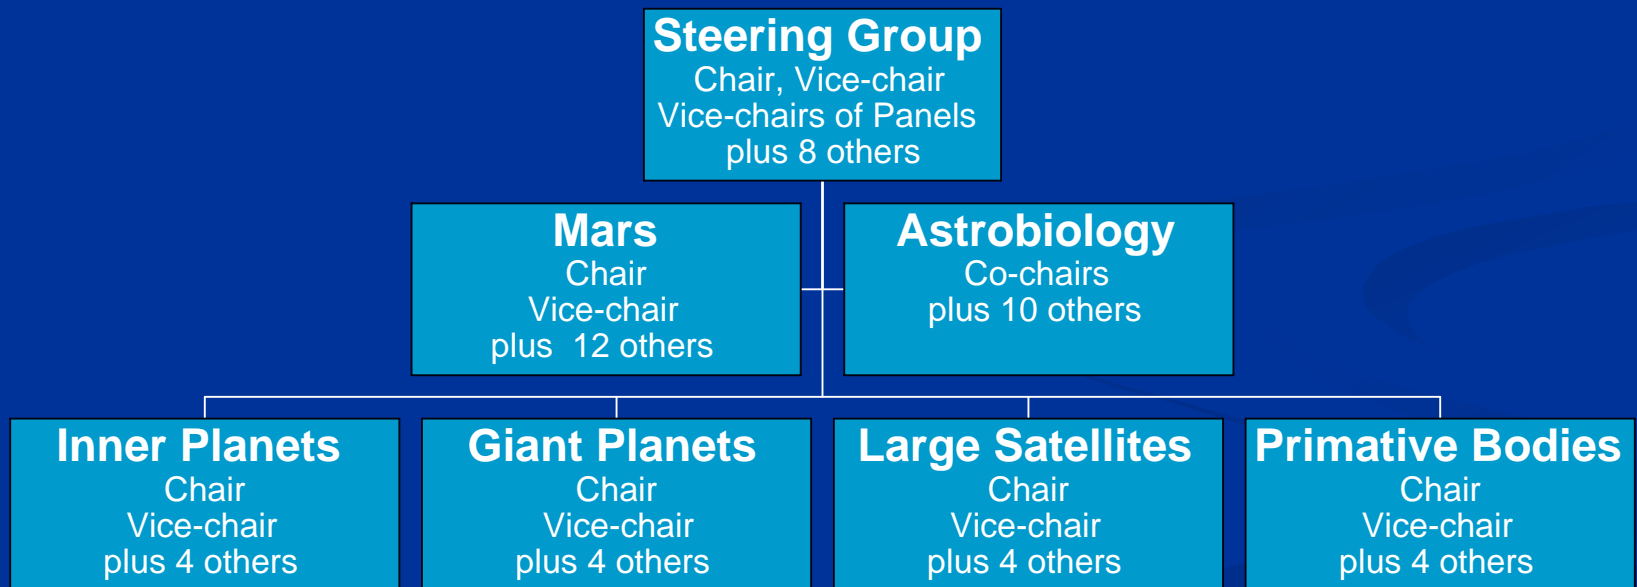 Steering Group
Chair, Vice-chair
Vice-chairs of Panels
plus 8 others
Mars
Chair
Vice-chair
plus  12 others
Astrobiology
Co-chairs
plus 10 others
Inner Planets
Chair
Vice-chair
plus 4 others
Giant Planets
Chair
Vice-chair
plus 4 others
Large Satellites
Chair
Vice-chair
plus 4 others
Primative Bodies
Chair
Vice-chair
plus 4 others